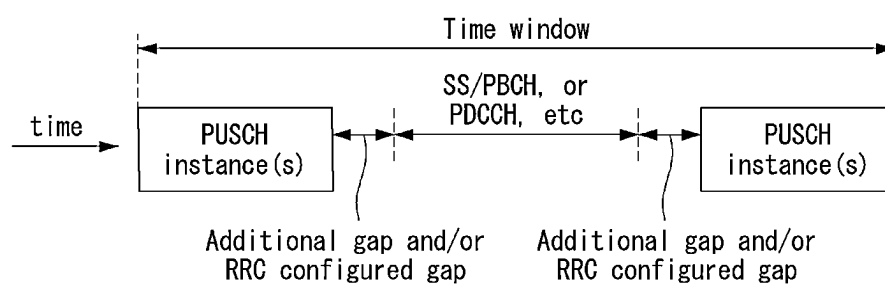 Time window
SS/PBCH, or
PDCCH, etc
time
PUSCH
instance(s)
PUSCH
instance(s)
Additional gap and/or
RRC configured gap
Additional gap and/or
RRC configured gap